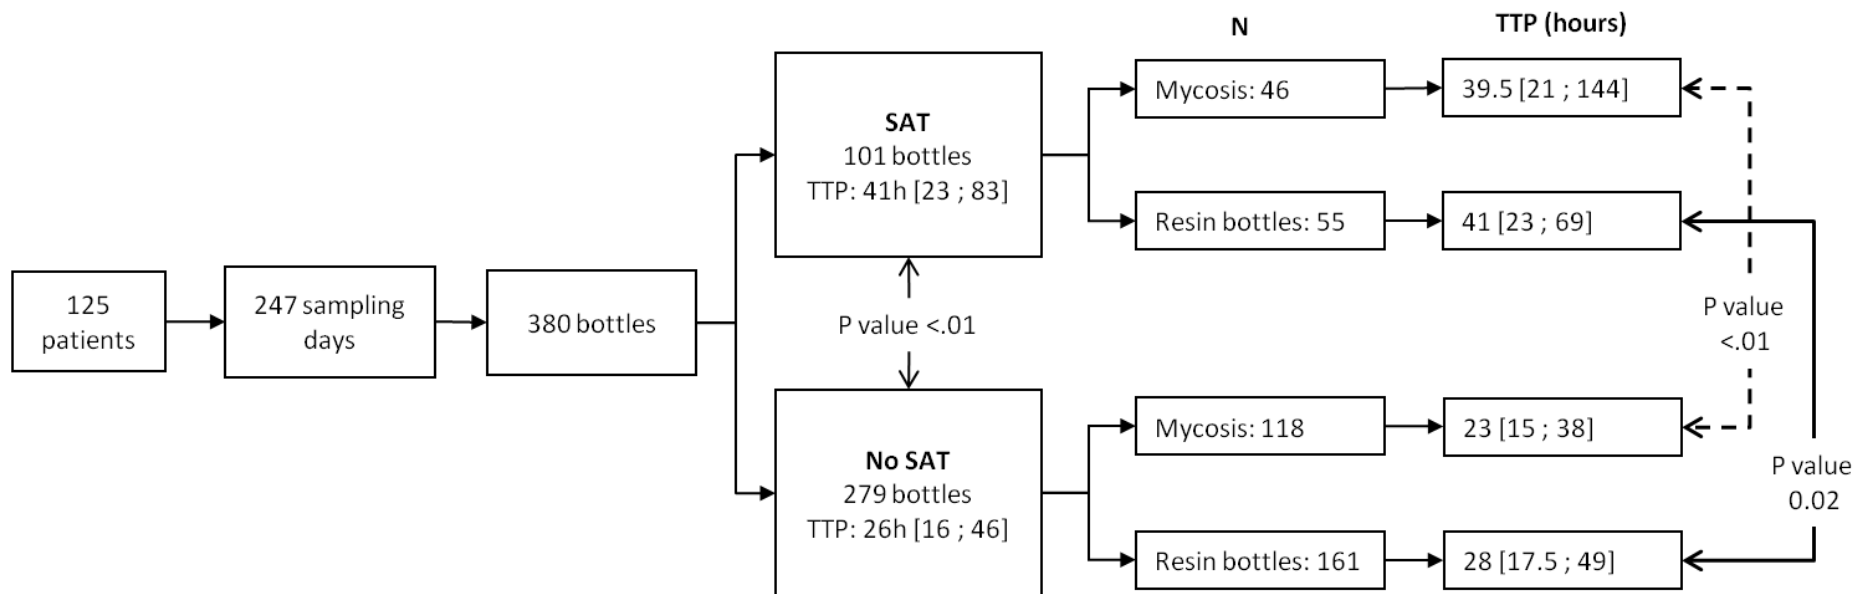 125
patients
247 sampling
days
380 bottles
SAT
101 bottles
TTP: 41h [23 ; 83]
P value <.01
No SAT
279 bottles
TTP: 26h [16 ; 46]
N
TTP (hours)
Mycosis: 46
39.5 [21 ; 144]
Resin bottles: 55
41 [23 ; 69]
Mycosis: 118
23 [15 ; 38]
Resin bottles: 161
28 [17.5 ; 49]
P value
<.01
P value
0.02